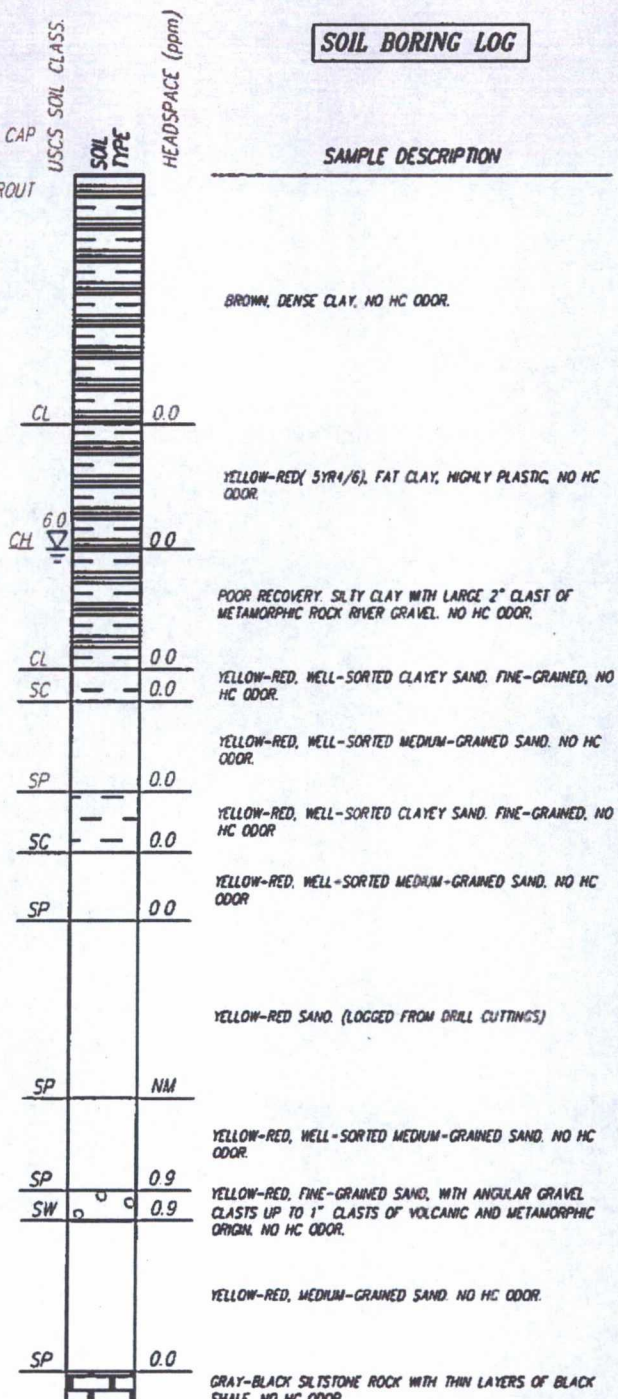 SOIL BORING LOG
CAP
USCS SOIL CLASS.
SOIL
TYPE
HEADSPACE (ppm)
SAMPLE DESCRIPTION
BROWN, DENSE CLAY, NO HC ODOR.
CL
0.0
YELLOW-RED( 5YR4/6), FAT CLAY, HIGHLY PLASTIC, NO HC
ODOR.
6.0
CH
0.0
POOR RECOVERY. SILTY CLAY WITH LARGE 2" CLAST OF
METAMORPHIC ROCK RIVER GRAVEL. NO HC ODOR.
CL
0.0
YELLOW-RED, WELL-SORTED CLAYEY SAND. FINE-GRAINED, NO
HC ODOR.
SC
0.0
YELLOW-RED, WELL-SORTED MEDIUM-GRAINED SAND. NO HC
ODOR.
SP
0.0
YELLOW-RED, WELL-SORTED CLAYEY SAND. FINE-GRAINED, NO
HC ODOR
SC
0.0
YELLOW-RED, WELL-SORTED MEDIUM-GRAINED SAND. NO HC
ODOR
SP
0.0
YELLOW-RED SAND. (LOGGED FROM DRILL CUTTINGS)
SP
NM
YELLOW-RED, WELL-SORTED MEDIUM-GRAINED SAND. NO HC
ODOR.
SP
0.9
YELLOW-RED, FINE-GRAINED SAND, WITH ANGULAR GRAVEL
CLASTS UP TO 1" CLASTS OF VOLCANIC AND METAMORPHIC
ORIGIN. NO HC ODOR.
SW
0.9
YELLOW-RED, MEDIUM-GRAINED SAND. NO HC ODOR.
SP
0.0
GRAY-BLACK SILTSTONE ROCK WITH THIN LAYERS OF BLACK
SHALE. NO HC ODOR